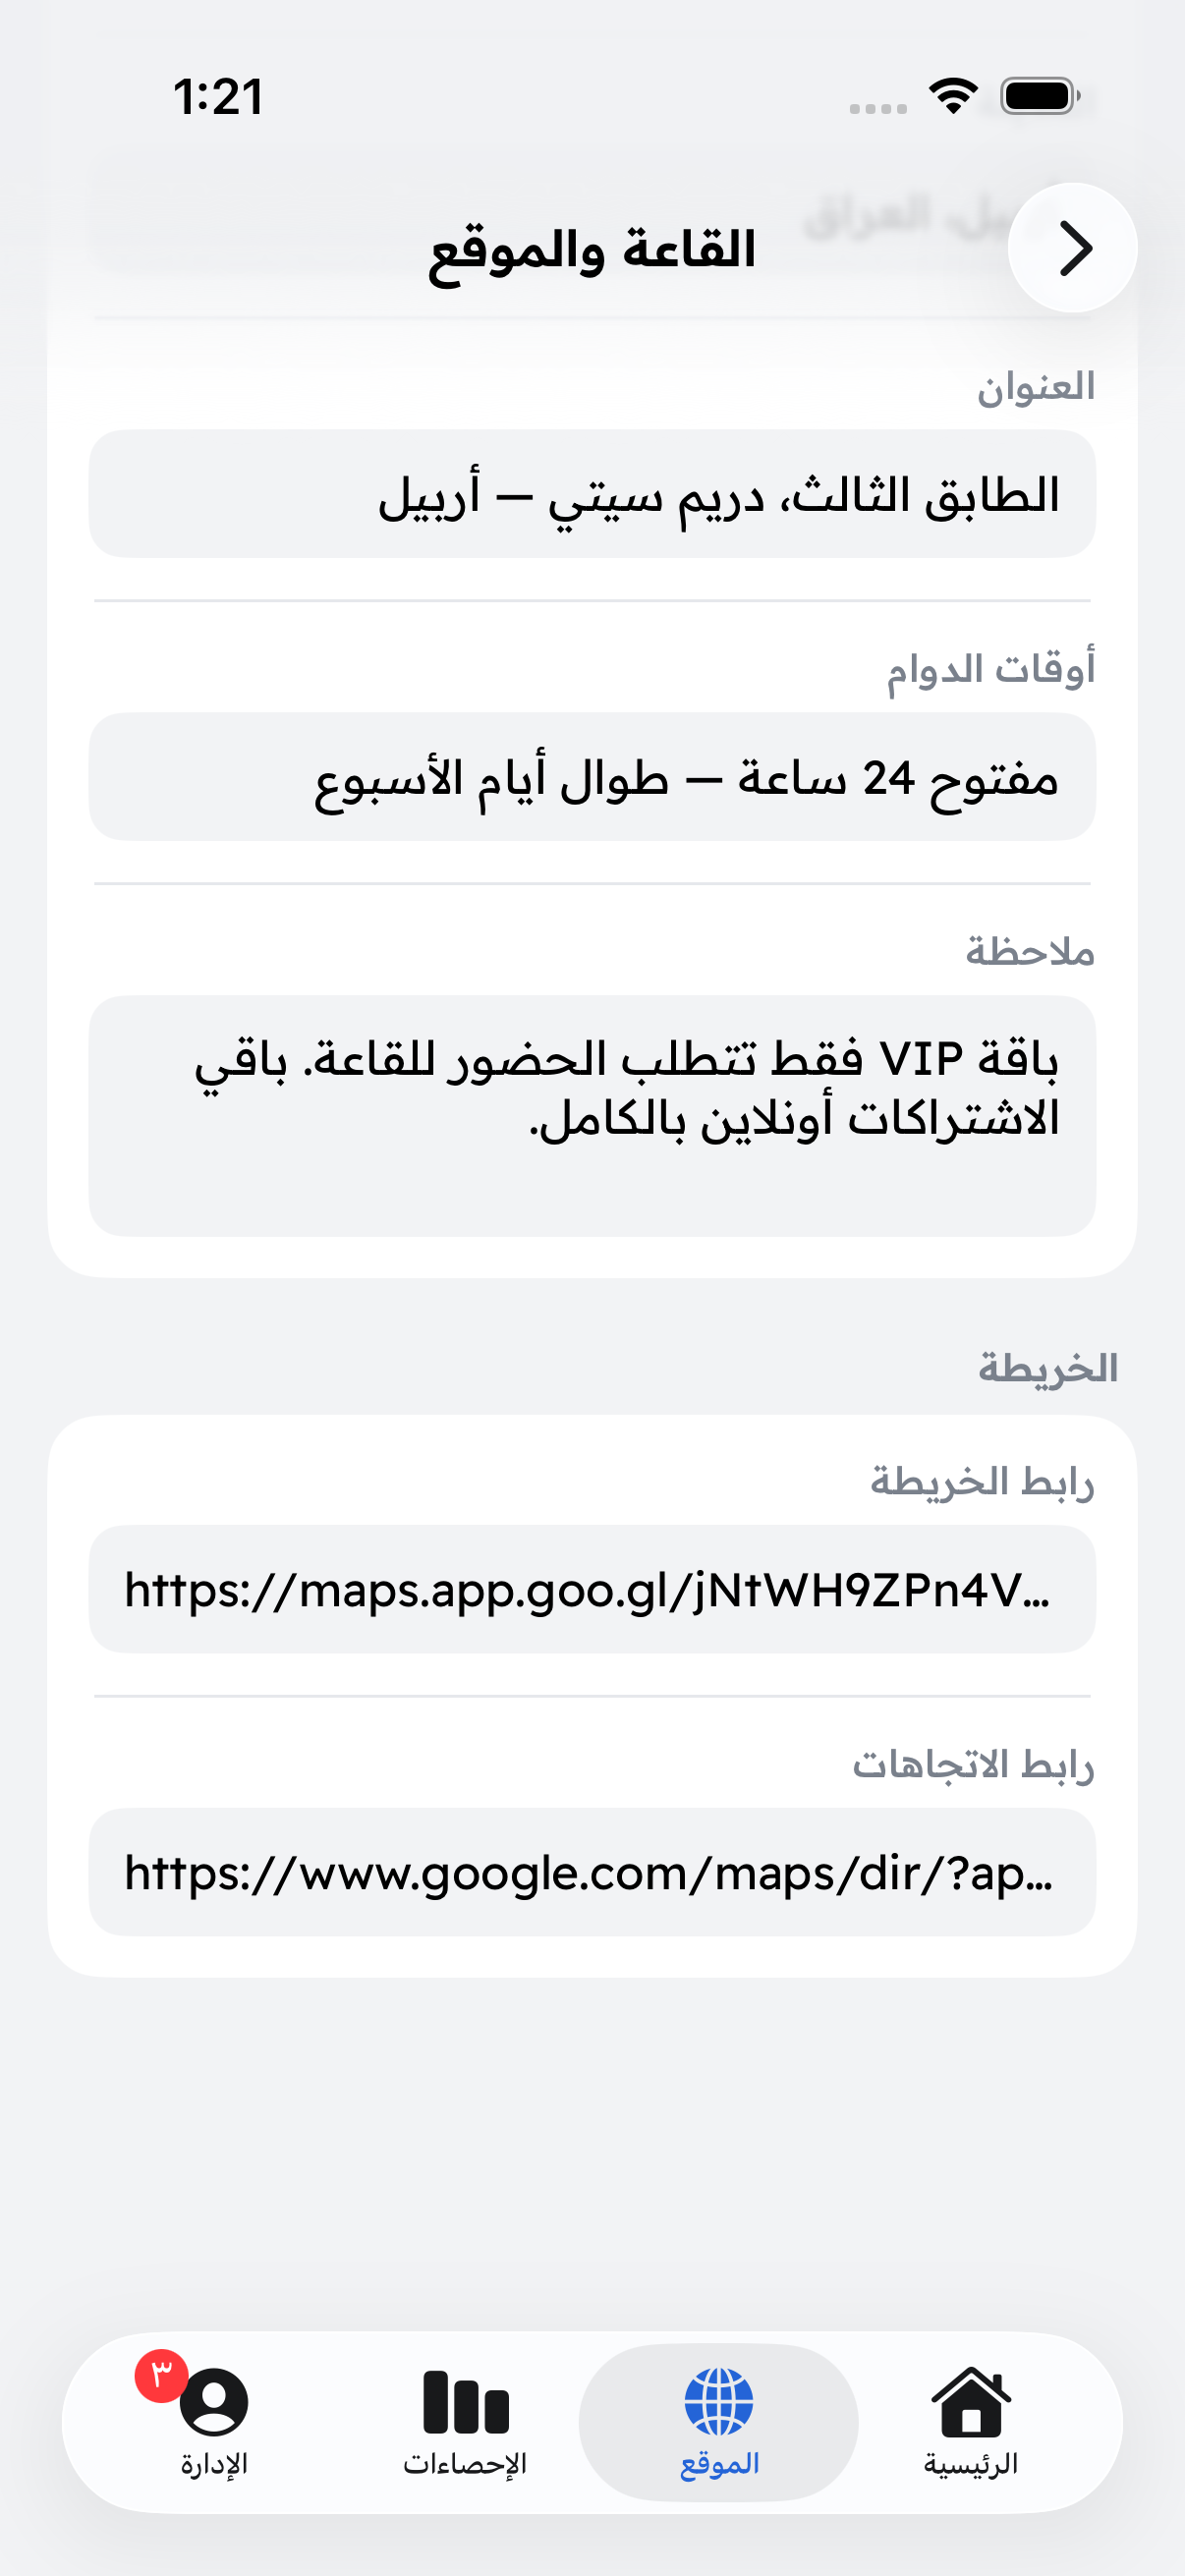 1:21
القاعة والموقع
العنوان
الطابق الثالث، دريم سيتي — أربيل
أوقات الدوام
مفتوح 24 ساعة — طوال أيام الأسبوع
ملاحظة
باقة VIP فقط تتطلب الحضور للقاعة. باقي
الاشتراكات أونلاين بالكامل.
الخريطة
رابط الخريطة
https://maps.app.goo.gl/jNtWH9ZPn4V...
رابط الاتجاهات
https://www.google.com/maps/dir/?ap...
الرئيسية
الموقع
الإحصاءات
٣
الإدارة